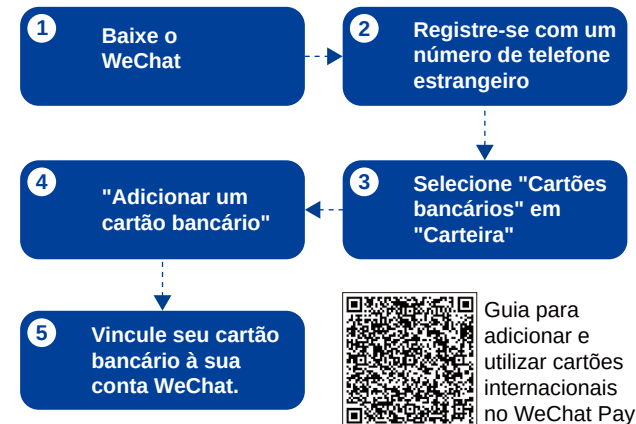 1
Baixe o
WeChat
2
Registre-se com um
número de telefone
estrangeiro
3
Selecione "Cartões
bancários" em
"Carteira"
4
"Adicionar um
cartão bancário"
5
Vincule seu cartão
bancário à sua
conta WeChat.
Guia para
adicionar e
utilizar cartões
internacionais
no WeChat Pay